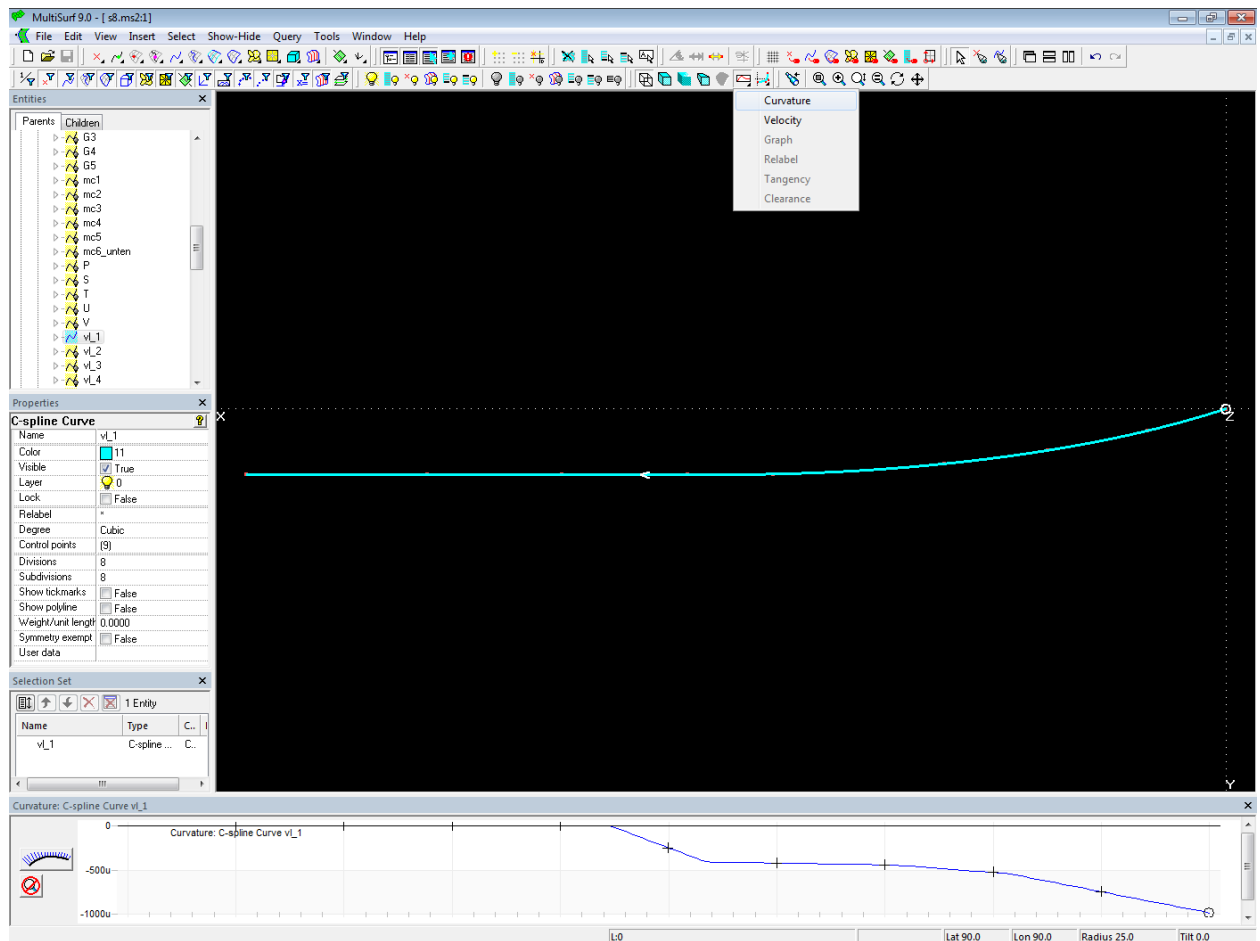 MultiSurf 9.0 - [ s8.ms2:1]
File Edit View Insert Select Show-Hide Query Tools Window Help
Entities
Parents Children
G3
G4
G5
mc1
mc2
mc3
mc4
mc5
mc6_unten
P
S
T
U
V
vl_1
vl_2
vl_3
vl_4
Curvature
Velocity
Graph
Relabel
Tangency
Clearance
X
Z
Y
Properties
C-spline Curve
Name vl_1
Color 11
Visible True
Layer 0
Lock False
Relabel *
Degree Cubic
Control points (9)
Divisions 8
Subdivisions 8
Show tickmarks False
Show polyline False
Weight/unit length 0.0000
Symmetry exempt False
User data
Selection Set
1 Entity
Name Type C..
vl_1 C-spline ... C..
Curvature: C-spline Curve vl_1
0
Curvature: C-spline Curve vl_1
-500u
-1000u
L:0 Lat 90.0 Lon 90.0 Radius 25.0 Tilt 0.0